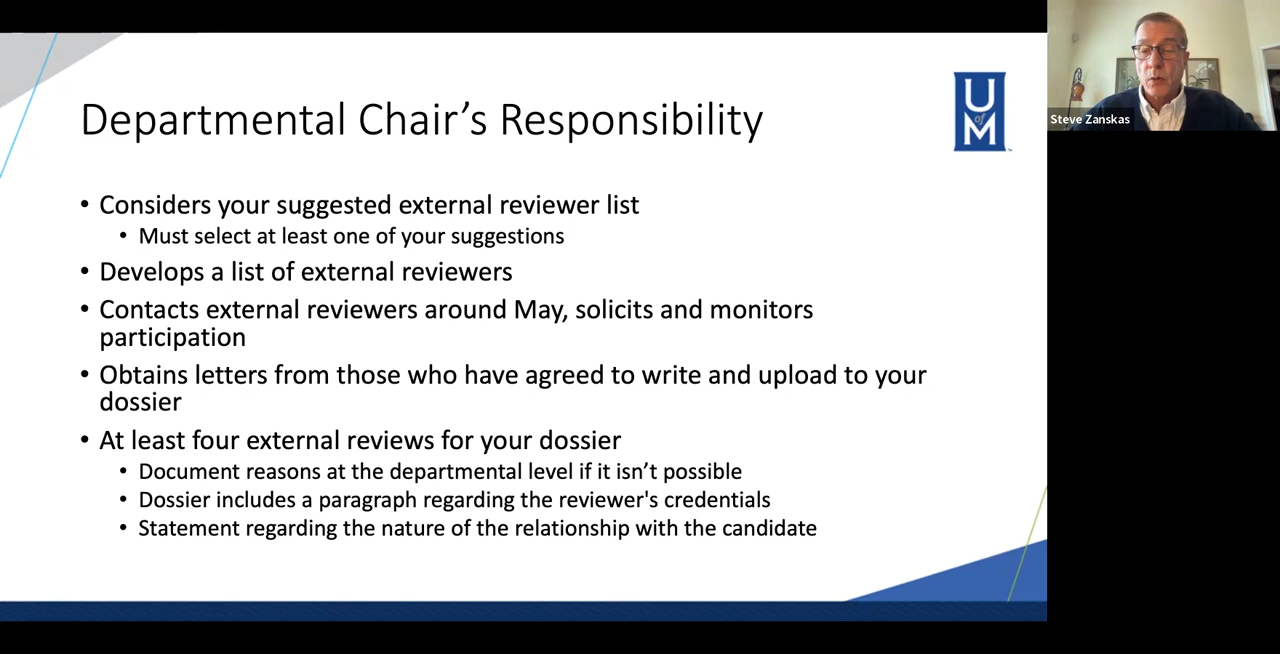 Departmental Chair's Responsibility
U
of
M
™
Steve Zanskas
• Considers your suggested external reviewer list
• Must select at least one of your suggestions
• Develops a list of external reviewers
• Contacts external reviewers around May, solicits and monitors
participation
• Obtains letters from those who have agreed to write and upload to your
dossier
• At least four external reviews for your dossier
• Document reasons at the departmental level if it isn't possible
• Dossier includes a paragraph regarding the reviewer's credentials
• Statement regarding the nature of the relationship with the candidate